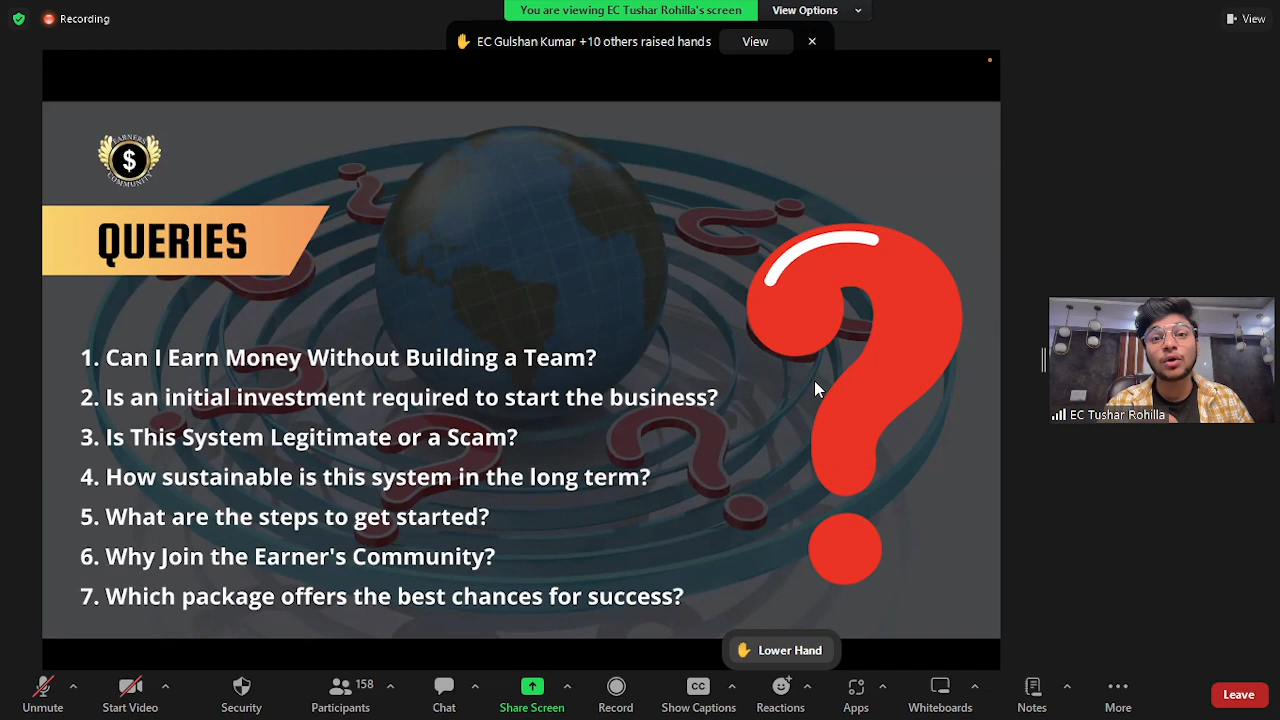 Recording
You are viewing EC Tushar Rohilla's screen
View Options
View
EC Gulshan Kumar +10 others raised hands
View
EARNERS
$
COMMUNITY
QUERIES
1. Can I Earn Money Without Building a Team?
2. Is an initial investment required to start the business?
3. Is This System Legitimate or a Scam?
4. How sustainable is this system in the long term?
5. What are the steps to get started?
6. Why Join the Earner's Community?
7. Which package offers the best chances for success?
EC Tushar Rohilla
Lower Hand
Unmute
Start Video
Security
158
Participants
Chat
Share Screen
Record
CC
Show Captions
Reactions
Apps
Whiteboards
Notes
More
Leave